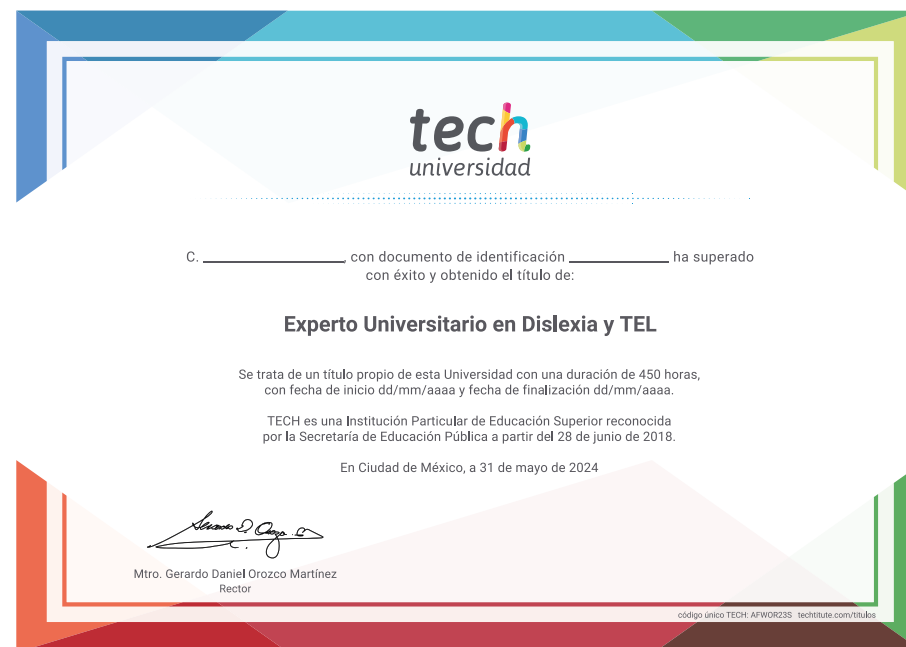 tech
universidad
C. ____________________, con documento de identificación ______________ ha superado
con éxito y obtenido el título de:
Experto Universitario en Dislexia y TEL
Se trata de un título propio de esta Universidad con una duración de 450 horas,
con fecha de inicio dd/mm/aaaa y fecha de finalización dd/mm/aaaa.
TECH es una Institución Particular de Educación Superior reconocida
por la Secretaría de Educación Pública a partir del 28 de junio de 2018.
En Ciudad de México, a 31 de mayo de 2024
Mtro. Gerardo Daniel Orozco Martínez
Rector
código único TECH: AFWOR23S techtitute.com/titulos